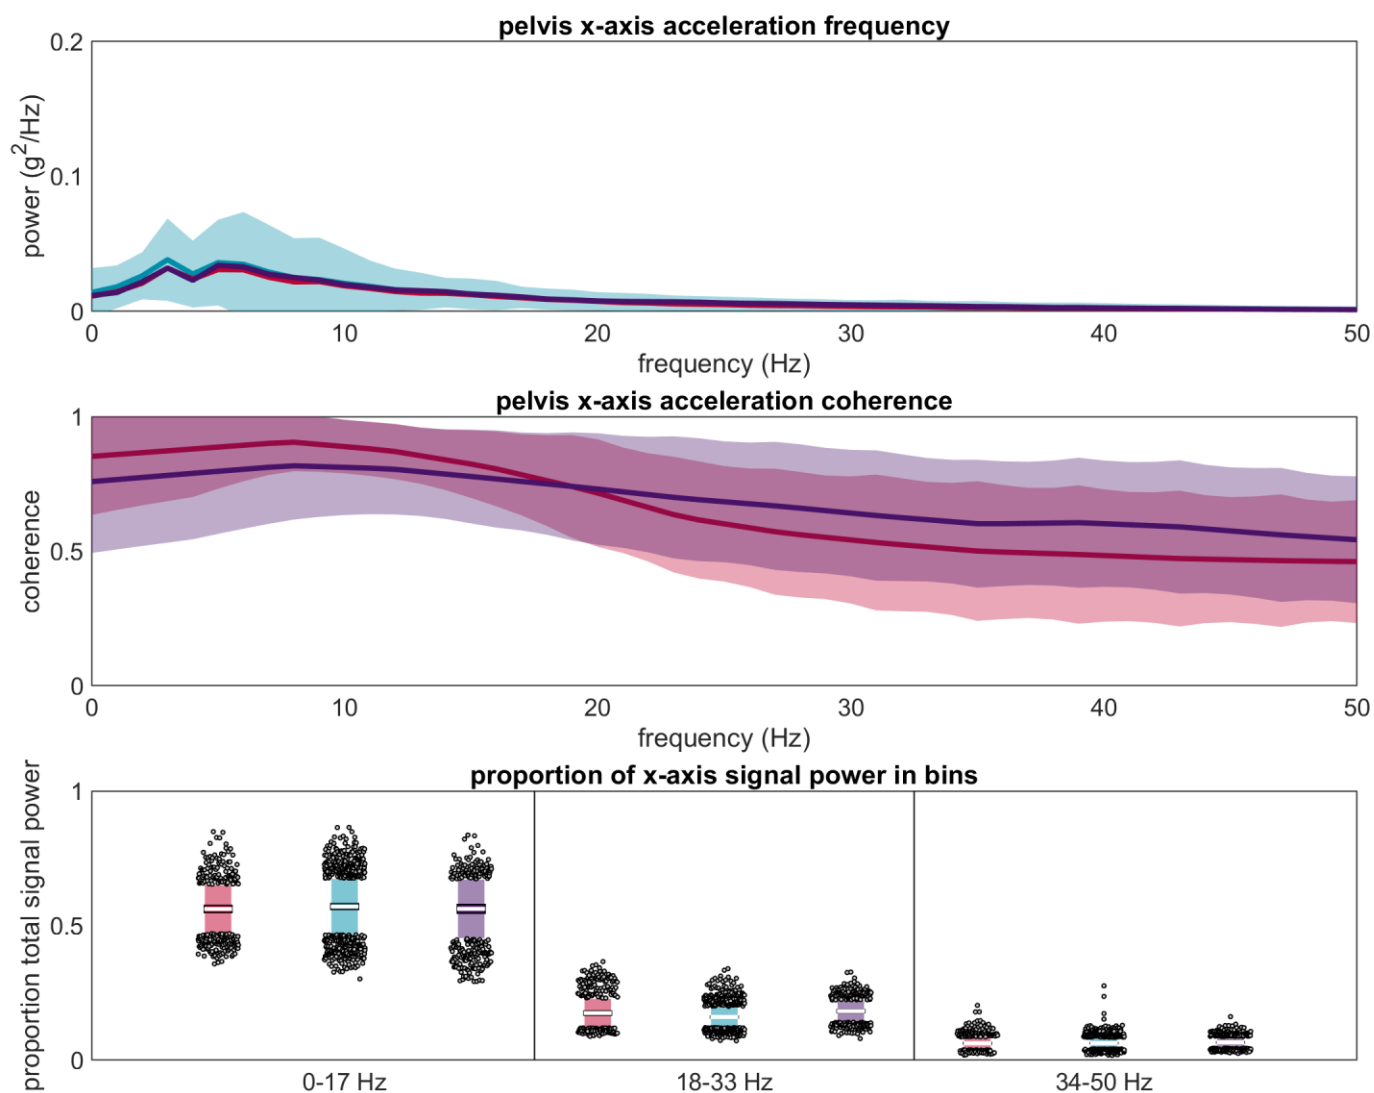 pelvis x-axis acceleration frequency
power (g²/Hz)
0.2
0.1
0
0 10 20 30 40 50
frequency (Hz)
pelvis x-axis acceleration coherence
coherence
1
0.5
0
0 10 20 30 40 50
frequency (Hz)
proportion of x-axis signal power in bins
proportion total signal power
1
0.5
0
0-17 Hz 18-33 Hz 34-50 Hz